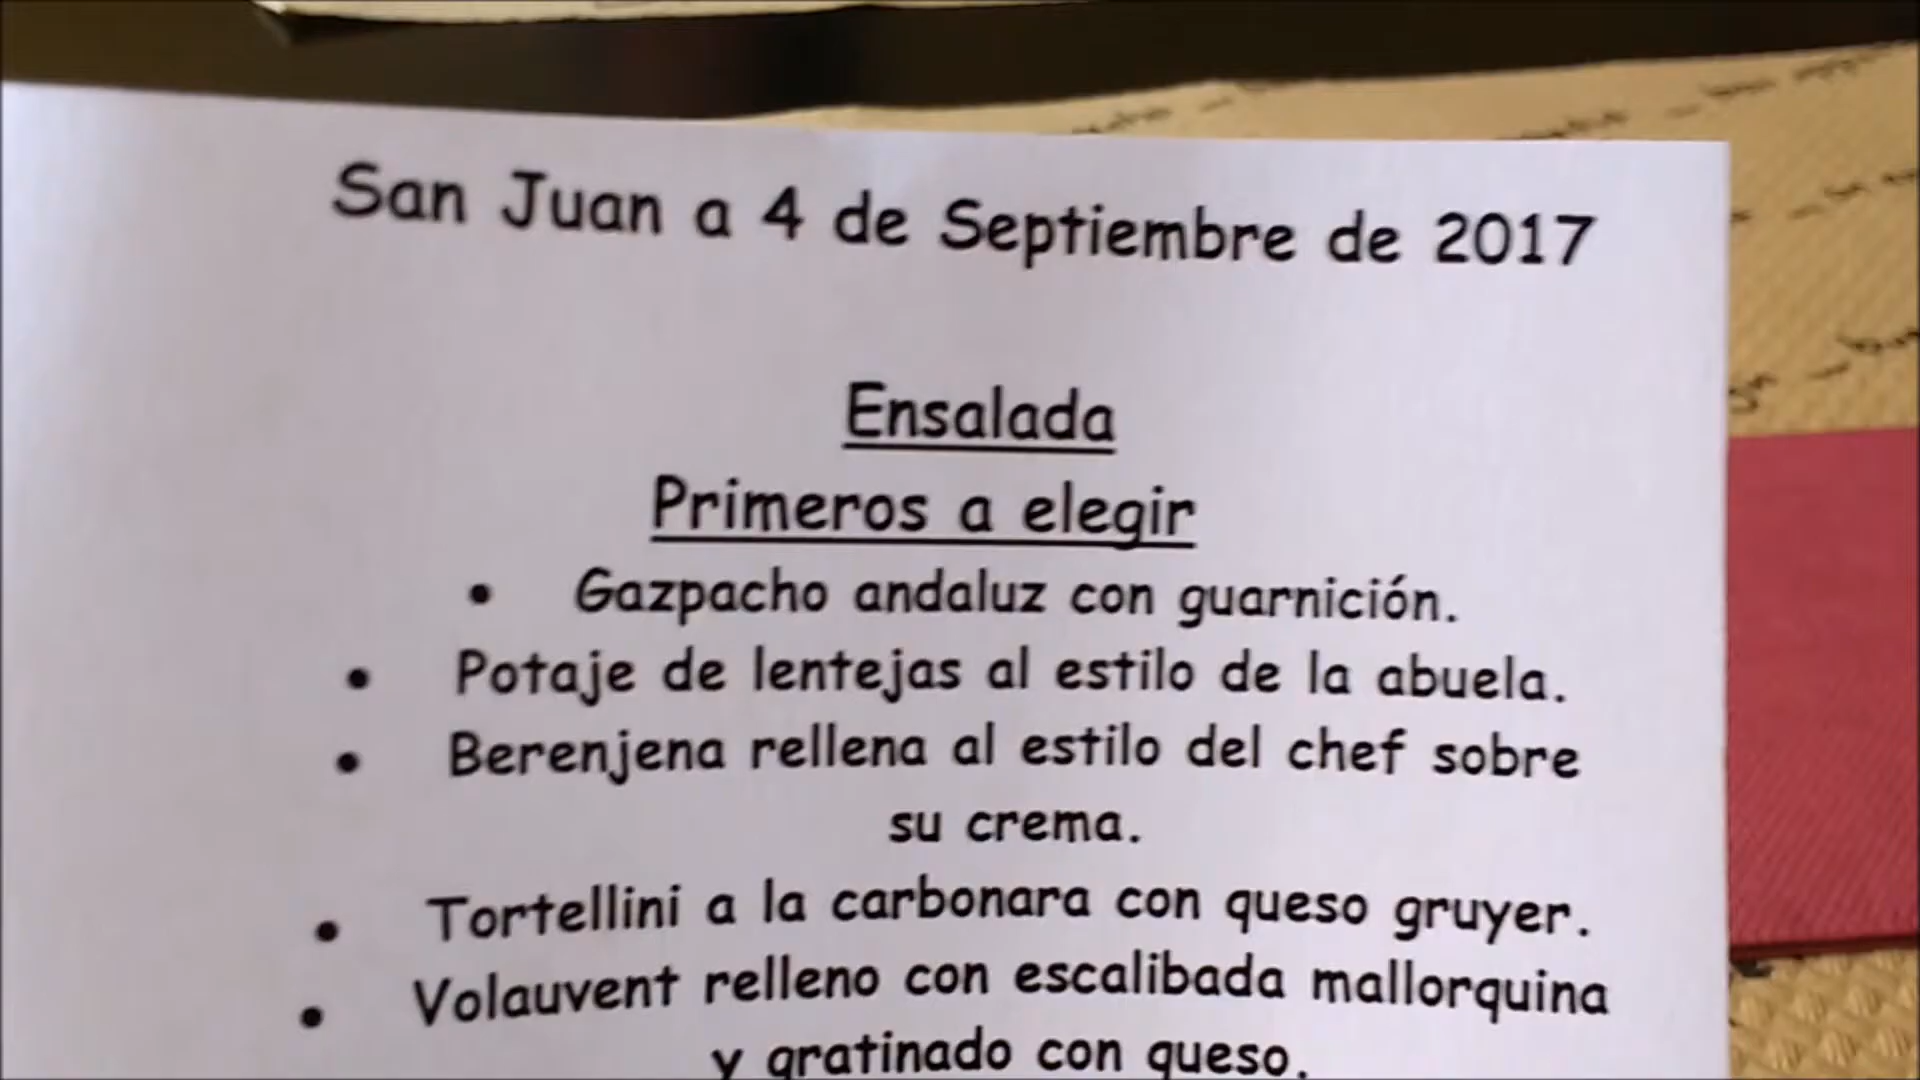 San Juan a 4 de Septiembre de 2017
Ensalada
Primeros a elegir
• Gazpacho andaluz con guarnición.
• Potaje de lentejas al estilo de la abuela.
• Berenjena rellena al estilo del chef sobre
su crema.
• Tortellini a la carbonara con queso gruyer.
• Volauvent relleno con escalibada mallorquina
y gratinado con queso.